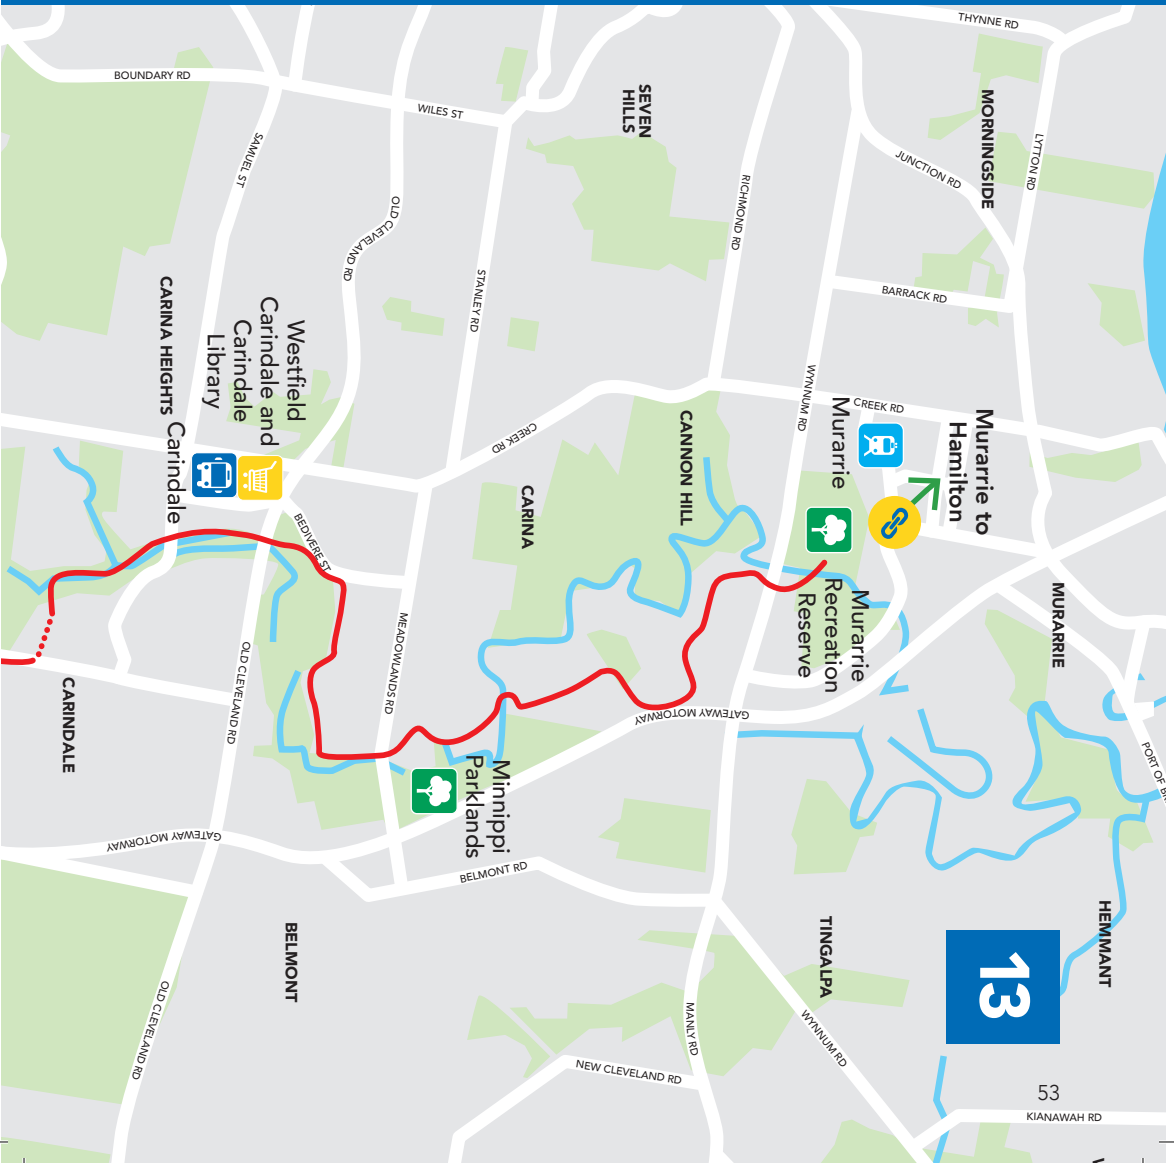 THYNNE RD
BOUNDARY RD
WILES ST
SEVEN
HILLS
MORNINGSIDE
LYTTON RD
JUNCTION RD
SAMUEL ST
OLD CLEVELAND RD
RICHMOND RD
STANLEY RD
BARRACK RD
CARINA HEIGHTS
Westfield
Carindale and
Carindale
Library
WYNNUM RD
CREEK RD
Murarrie
Murarrie to
Hamilton
CREEK RD
CANNON HILL
Carindale
CARINA
BEDIVERE ST
MURARRIE
Murarrie
Recreation
Reserve
MEADOWLANDS RD
OLD CLEVELAND RD
CARINDALE
GATEWAY MOTORWAY
Minnippi
Parklands
GATEWAY MOTORWAY
BELMONT RD
BELMONT
TINGALPA
HEMMANT
13
OLD CLEVELAND RD
MANLY RD
WYNNUM RD
NEW CLEVELAND RD
53
KIANAWAH RD